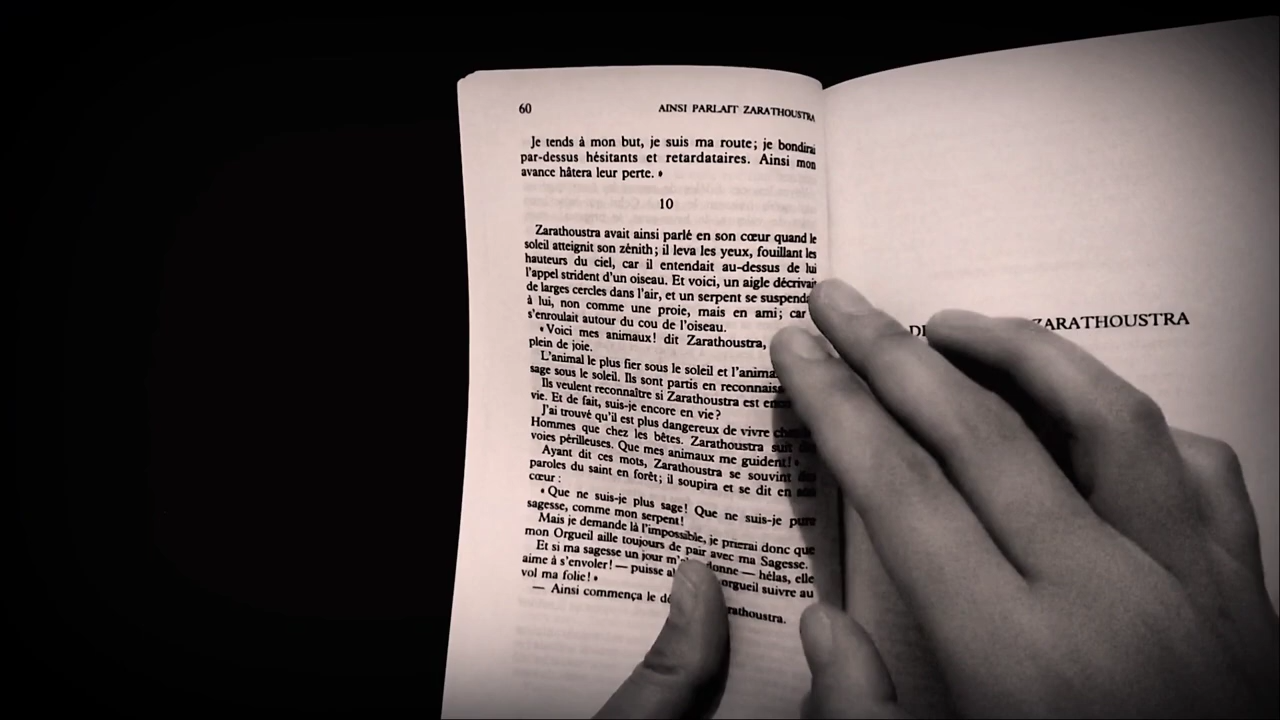 60
AINSI PARLAIT ZARATHOUSTRA
Je tends à mon but, je suis ma route; je bondirai
par-dessus hésitants et retardataires. Ainsi mon
avance hâtera leur perte. »
10
Zarathoustra avait ainsi parlé en son cœur quand le
soleil atteignit son zénith; il leva les yeux, fouillant les
hauteurs du ciel, car il entendait au-dessus de lui
l'appel strident d'un oiseau. Et voici, un aigle décrivait
de larges cercles dans l'air, et un serpent se
à lui, non comme une proie, mais en ami; car
s'enroulait autour du cou de l'oiseau.
« Voici mes animaux! dit Zarathoustra,
plein de joie.
L'animal le plus fier sous le soleil et
sage sous le soleil. Ils sont partis en
Ils veulent reconnaître si Zarathoustra est
vie. Et de fait, suis-je encore en vie?
J'ai trouvé qu'il est plus dangereux de vivre
Hommes que chez les bêtes. Zarathoustra suit
voies périlleuses. Que mes animaux me guident! »
Ayant dit ces mots, Zarathoustra se souvint
paroles du saint en forêt; il soupira et se dit en
cœur :
« Que ne suis-je plus sage! Que ne suis-je pure
sagesse, comme mon serpent!
Mais je demande là l'impossible, je prierai donc que
mon Orgueil aille toujours de pair avec ma Sagesse.
Et si ma sagesse un jour — hélas, elle
aime à s'envoler! — puisse orgueil suivre au
vol ma folie! »
— Ainsi commença le
ZARATHOUSTRA